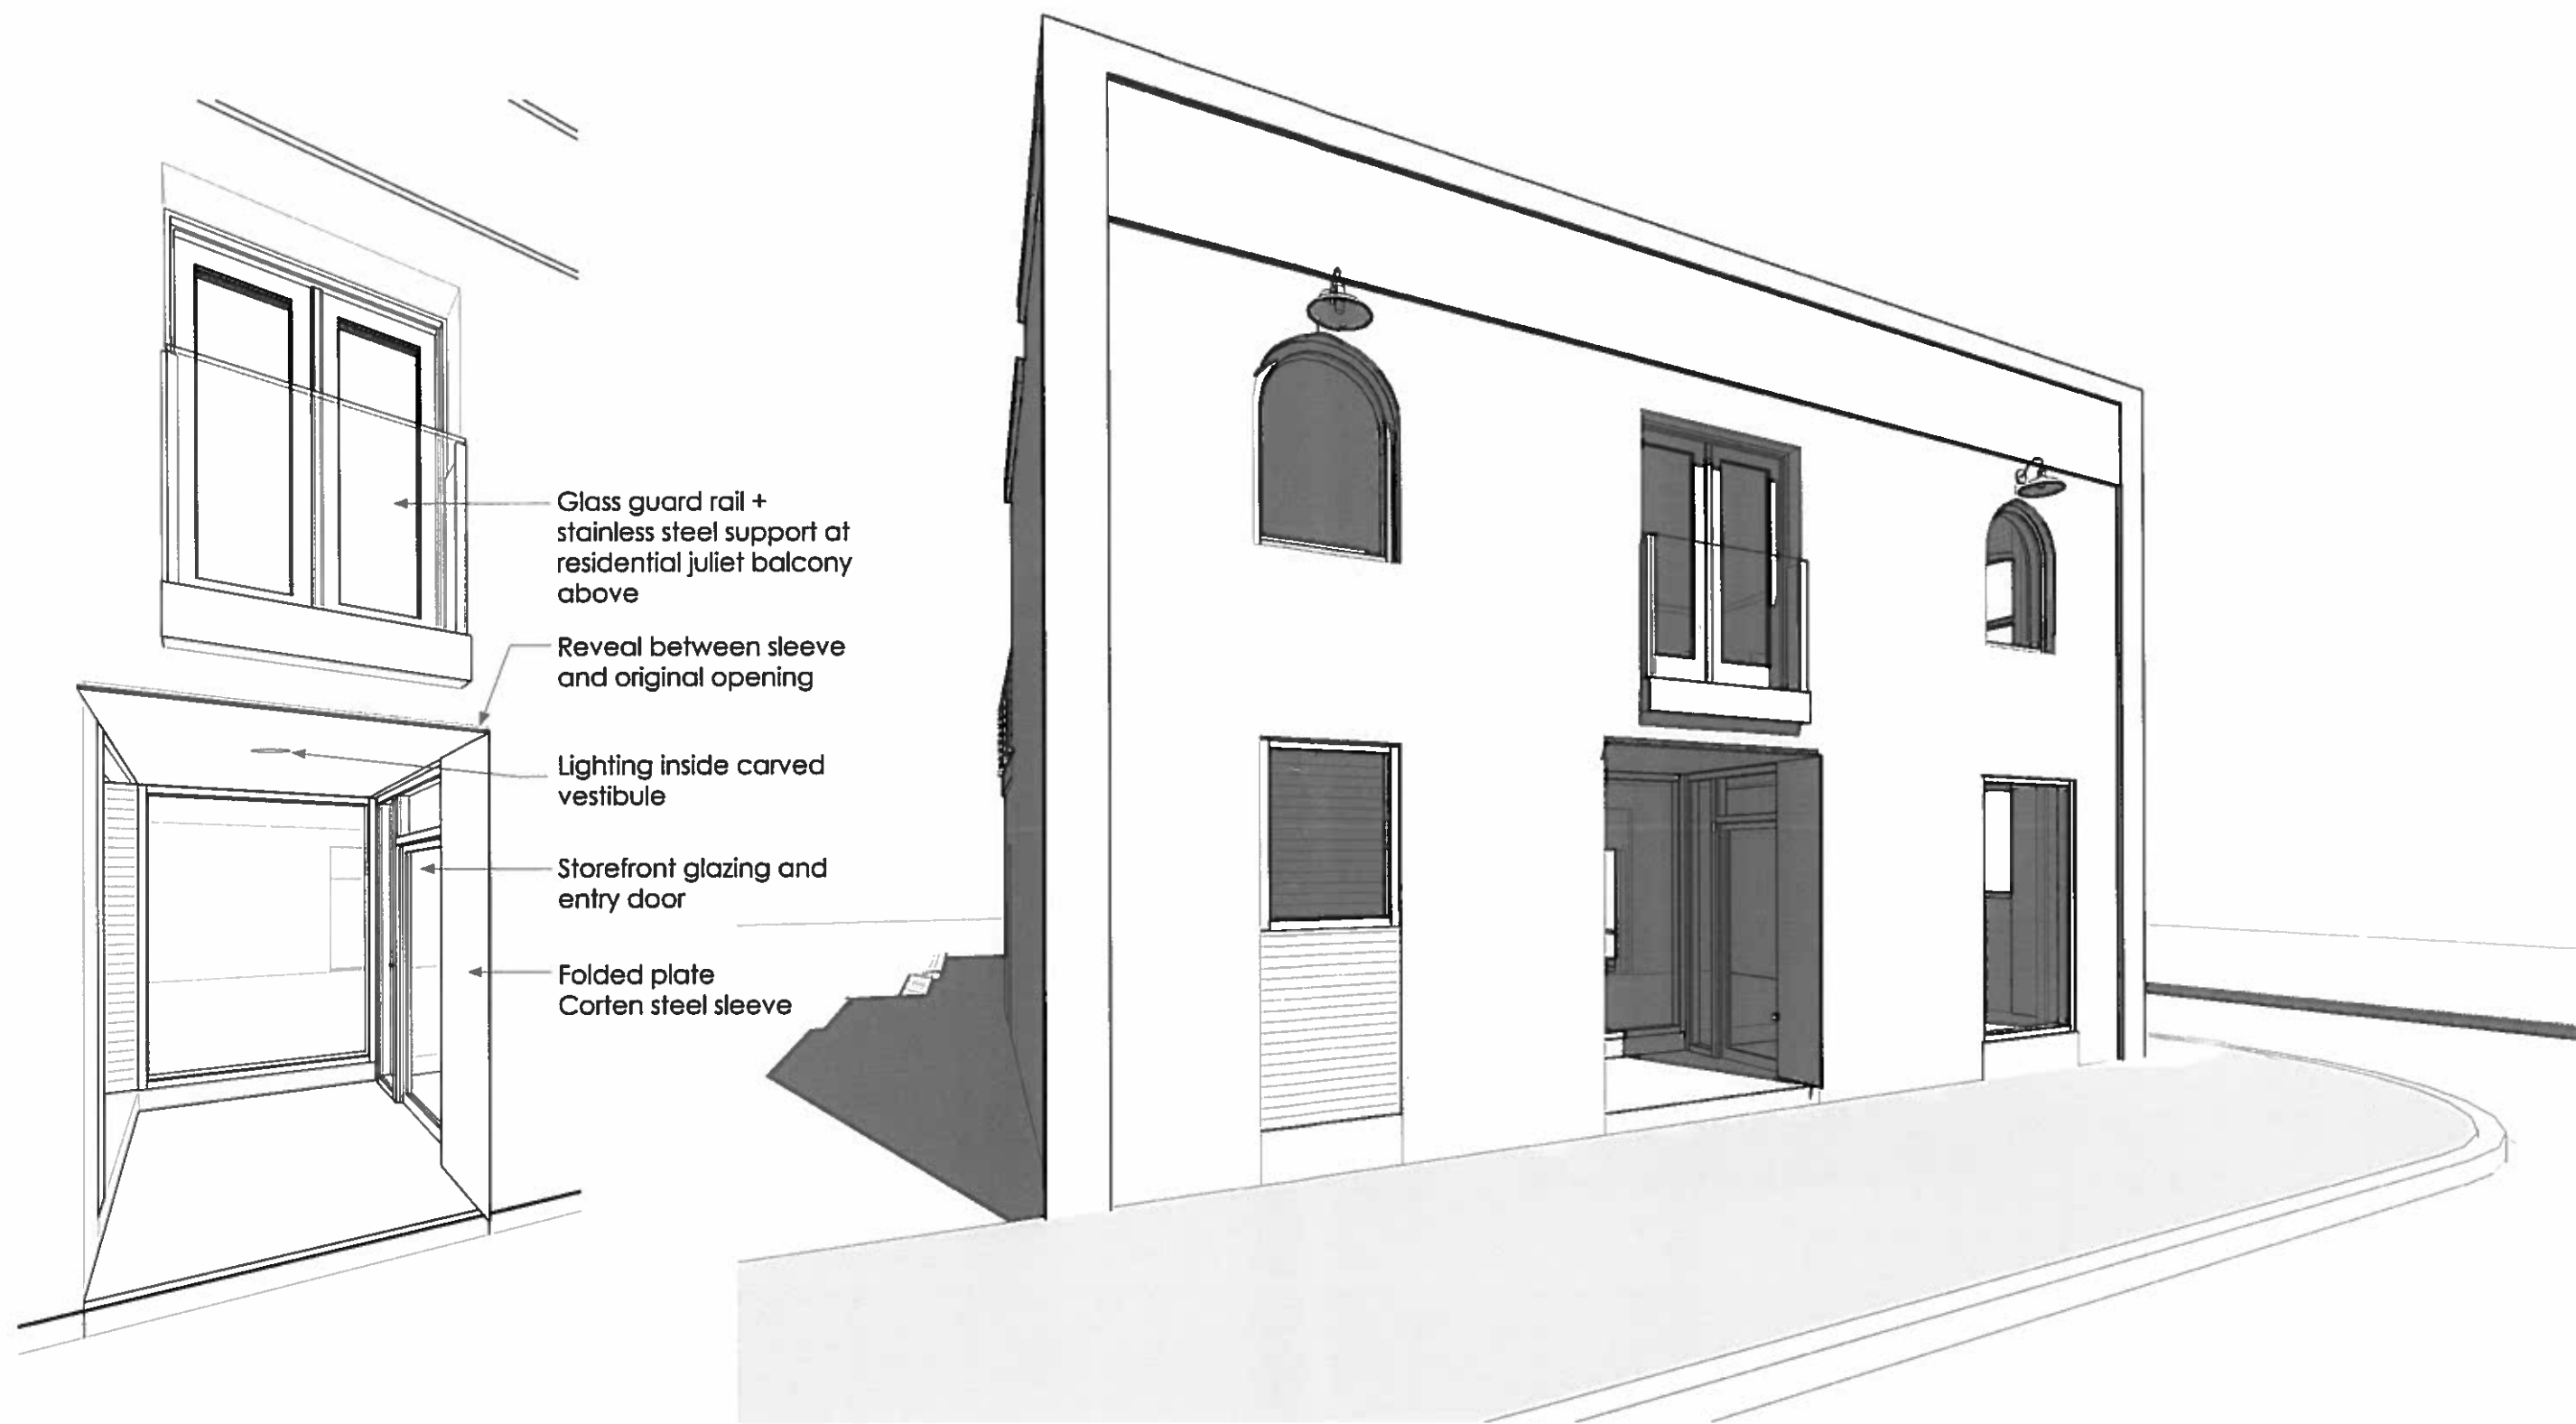 Glass guard rail +
stainless steel support at
residential juliet balcony
above
Reveal between sleeve
and original opening
Lighting inside carved
vestibule
Storefront glazing and
entry door
Folded plate
Corten steel sleeve